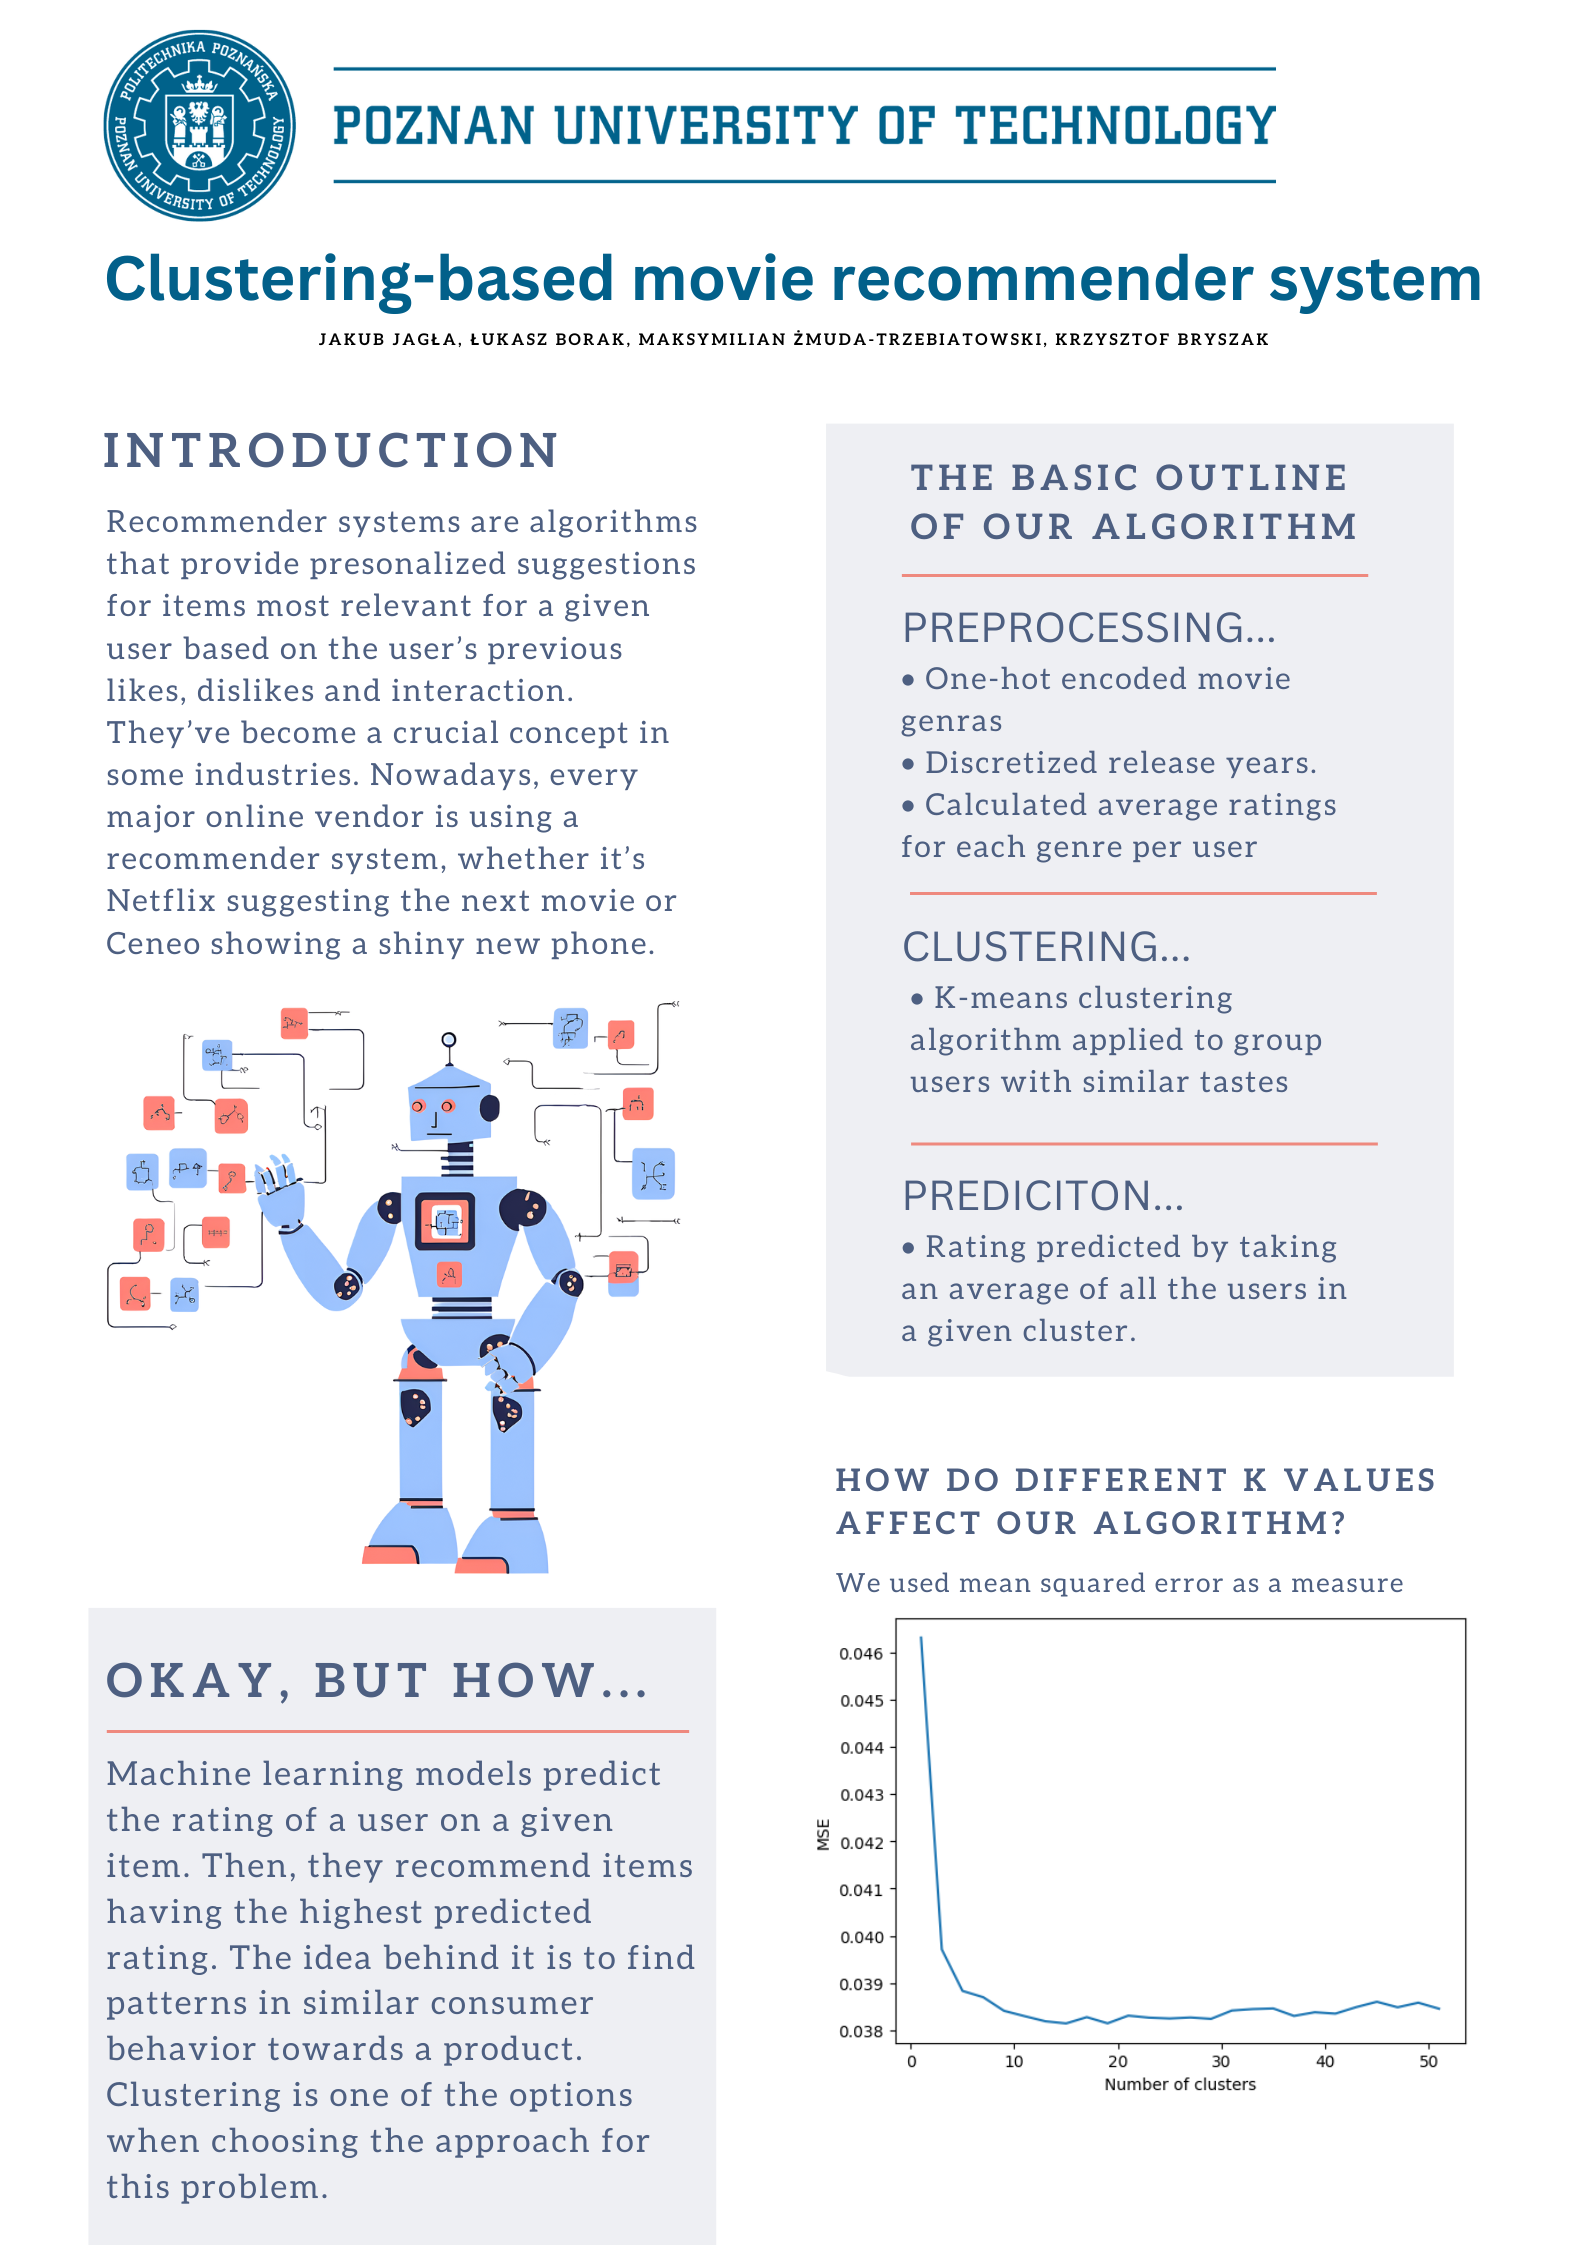 POLITECHNIKA POZNAŃSKA
POZNAN UNIVERSITY OF TECHNOLOGY
POZNAN UNIVERSITY OF TECHNOLOGY
Clustering-based movie recommender system
JAKUB JAGŁA, ŁUKASZ BORAK, MAKSYMILIAN ŻMUDA-TRZEBIATOWSKI, KRZYSZTOF BRYSZAK
INTRODUCTION
Recommender systems are algorithms
that provide presonalized suggestions
for items most relevant for a given
user based on the user’s previous
likes, dislikes and interaction.
They’ve become a crucial concept in
some industries. Nowadays, every
major online vendor is using a
recommender system, whether it’s
Netflix suggesting the next movie or
Ceneo showing a shiny new phone.
OKAY, BUT HOW...
Machine learning models predict
the rating of a user on a given
item. Then, they recommend items
having the highest predicted
rating. The idea behind it is to find
patterns in similar consumer
behavior towards a product.
Clustering is one of the options
when choosing the approach for
this problem.
THE BASIC OUTLINE
OF OUR ALGORITHM
PREPROCESSING...
• One-hot encoded movie
genras
• Discretized release years.
• Calculated average ratings
for each genre per user
CLUSTERING...
• K-means clustering
algorithm applied to group
users with similar tastes
PREDICITON...
• Rating predicted by taking
an average of all the users in
a given cluster.
HOW DO DIFFERENT K VALUES
AFFECT OUR ALGORITHM?
We used mean squared error as a measure
0.046
0.045
0.044
0.043
0.042
0.041
0.040
0.039
0.038
MSE
0 10 20 30 40 50
Number of clusters